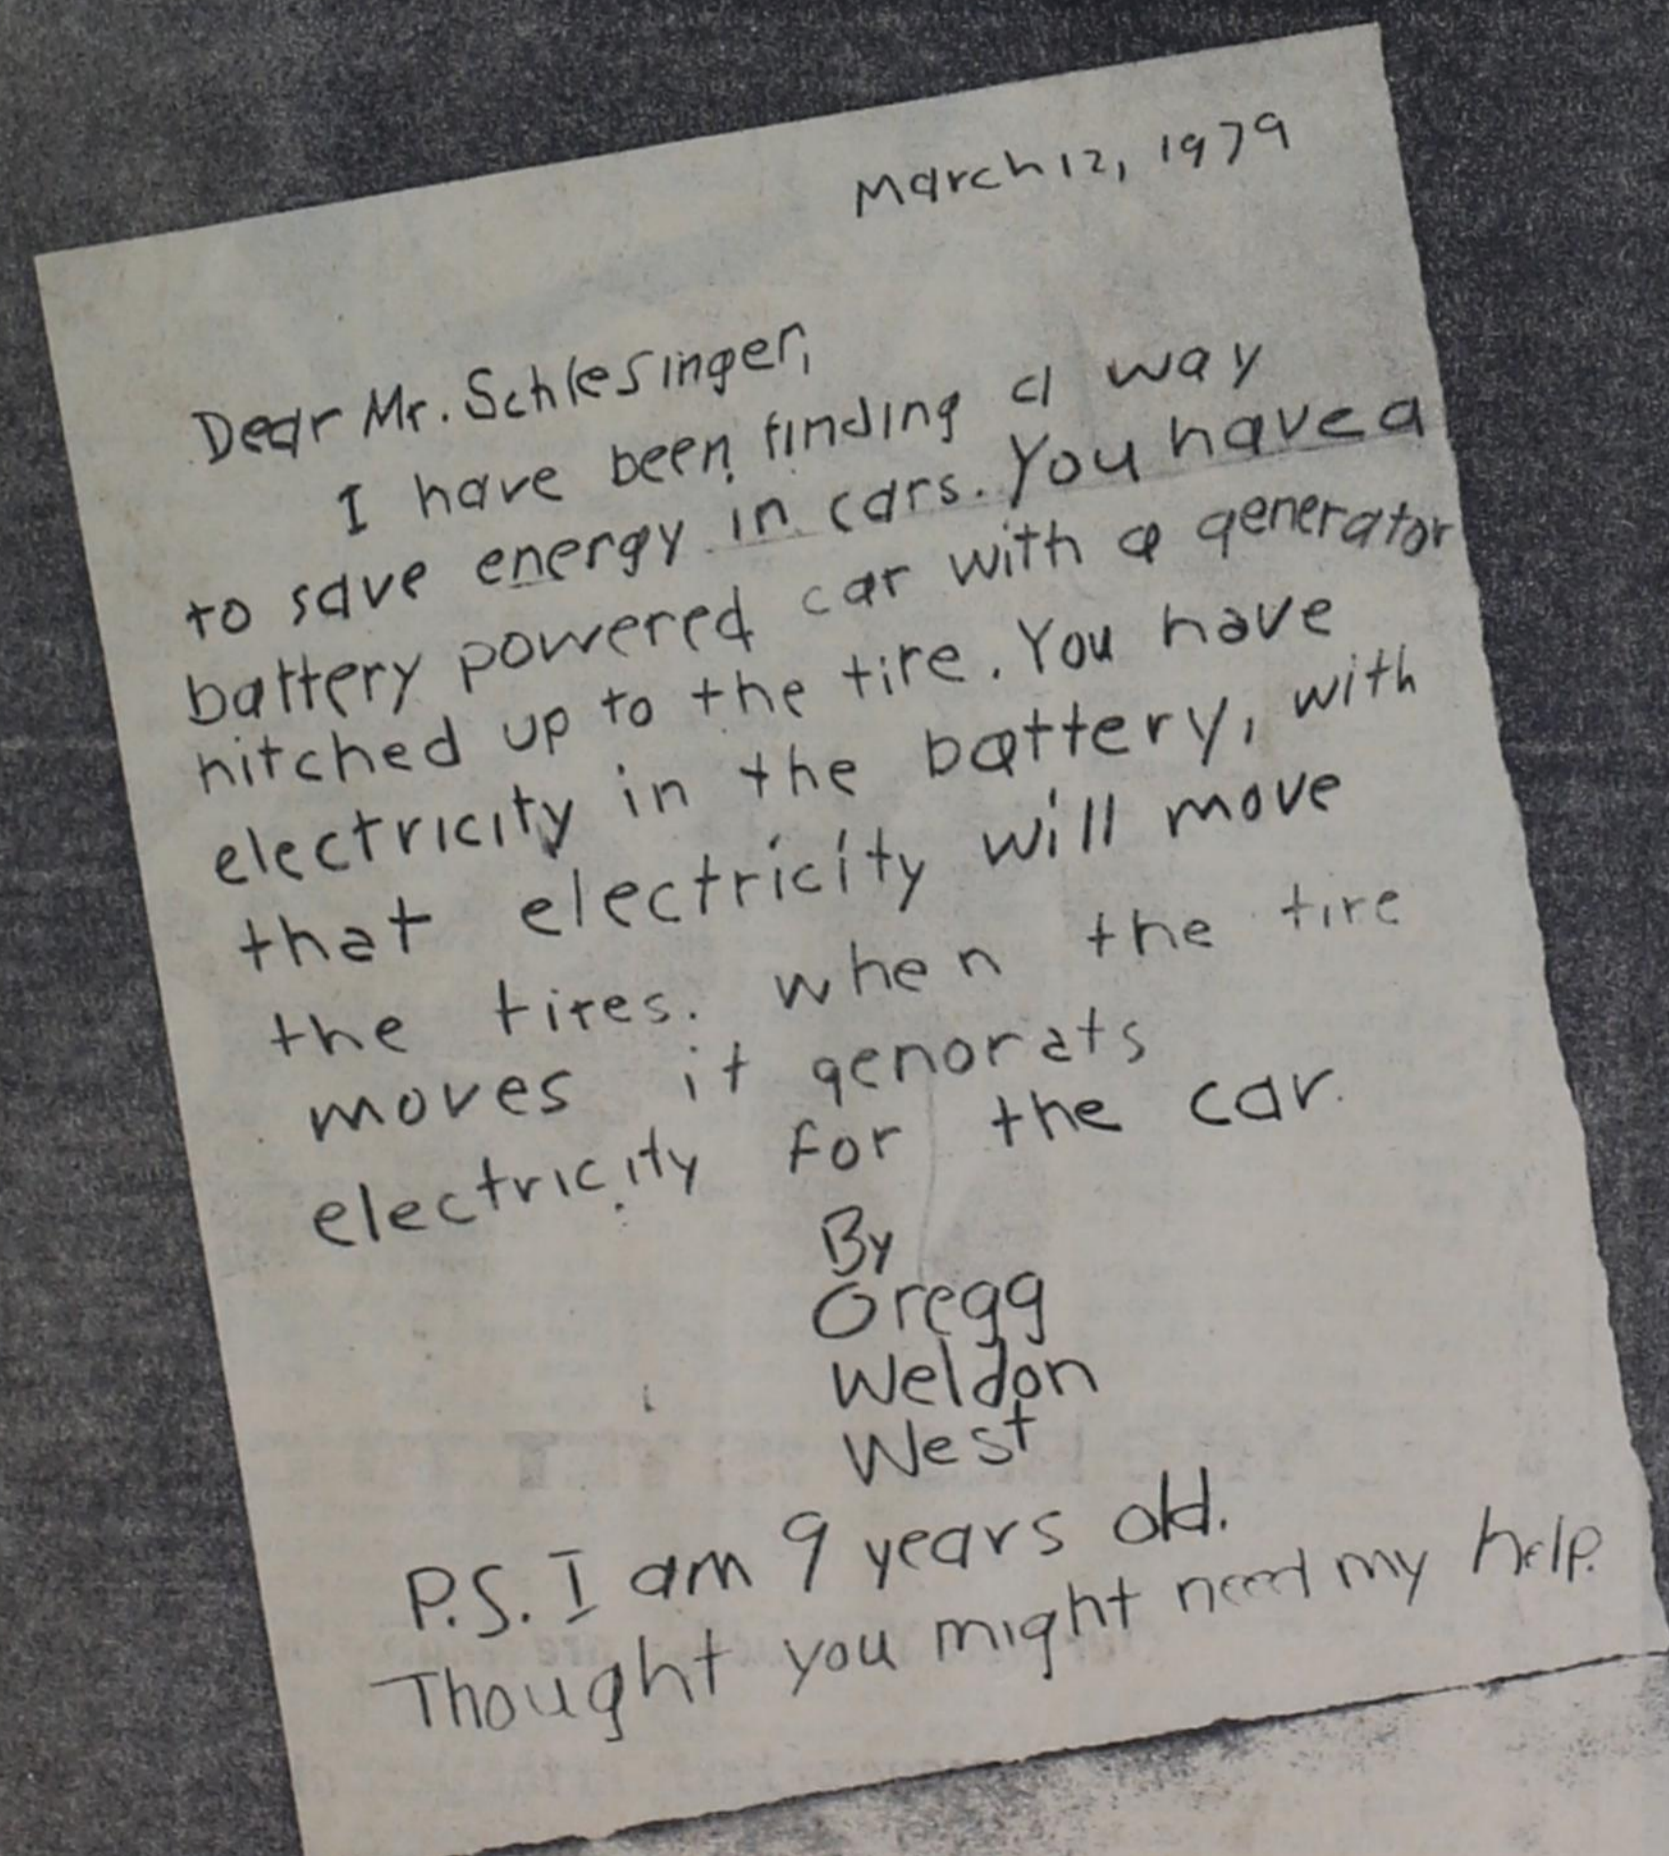 March 12, 1979
Dear Mr. Schlesinger,
I have been finding a way
to save energy in cars. You have a
battery powered car with a generator
hitched up to the tire. You have
electricity in the battery, with
that electricity will move
the tires. when the tire
moves it genorats
electricity for the car.
By
Gregg
Weldon
West
P.S. I am 9 years old.
Thought you might need my help.